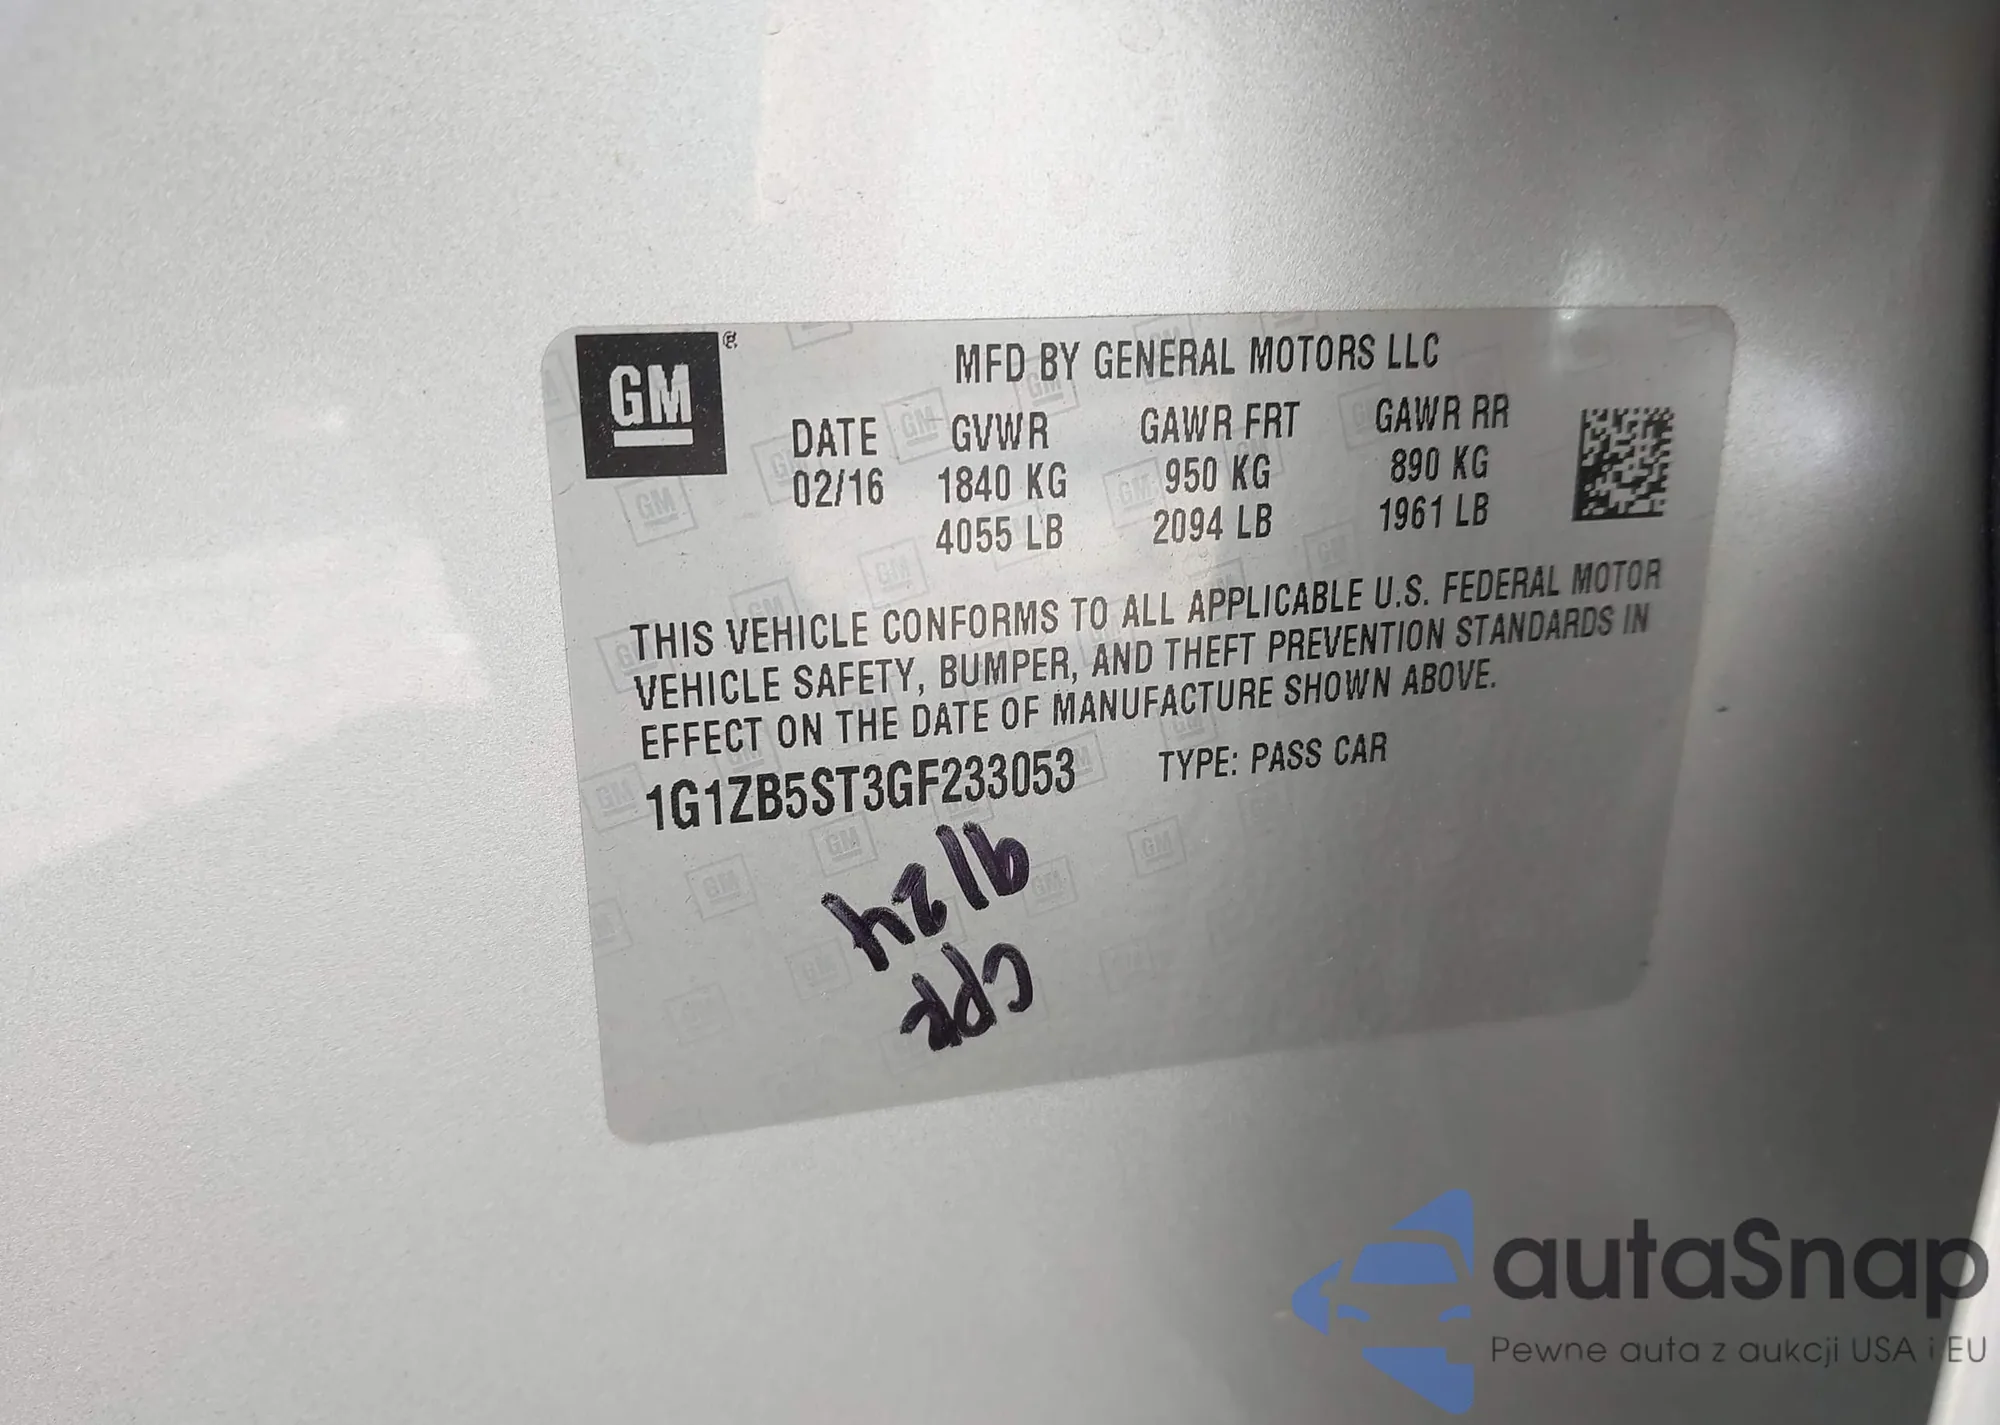 GM
®
MFD BY GENERAL MOTORS LLC
DATE GVWR GAWR FRT GAWR RR
02/16 1840 KG 950 KG 890 KG
4055 LB 2094 LB 1961 LB
THIS VEHICLE CONFORMS TO ALL APPLICABLE U.S. FEDERAL MOTOR
VEHICLE SAFETY, BUMPER, AND THEFT PREVENTION STANDARDS IN
EFFECT ON THE DATE OF MANUFACTURE SHOWN ABOVE.
1G1ZB5ST3GF233053 TYPE: PASS CAR
autaSnap
Pewne auta z aukcji USA i EU